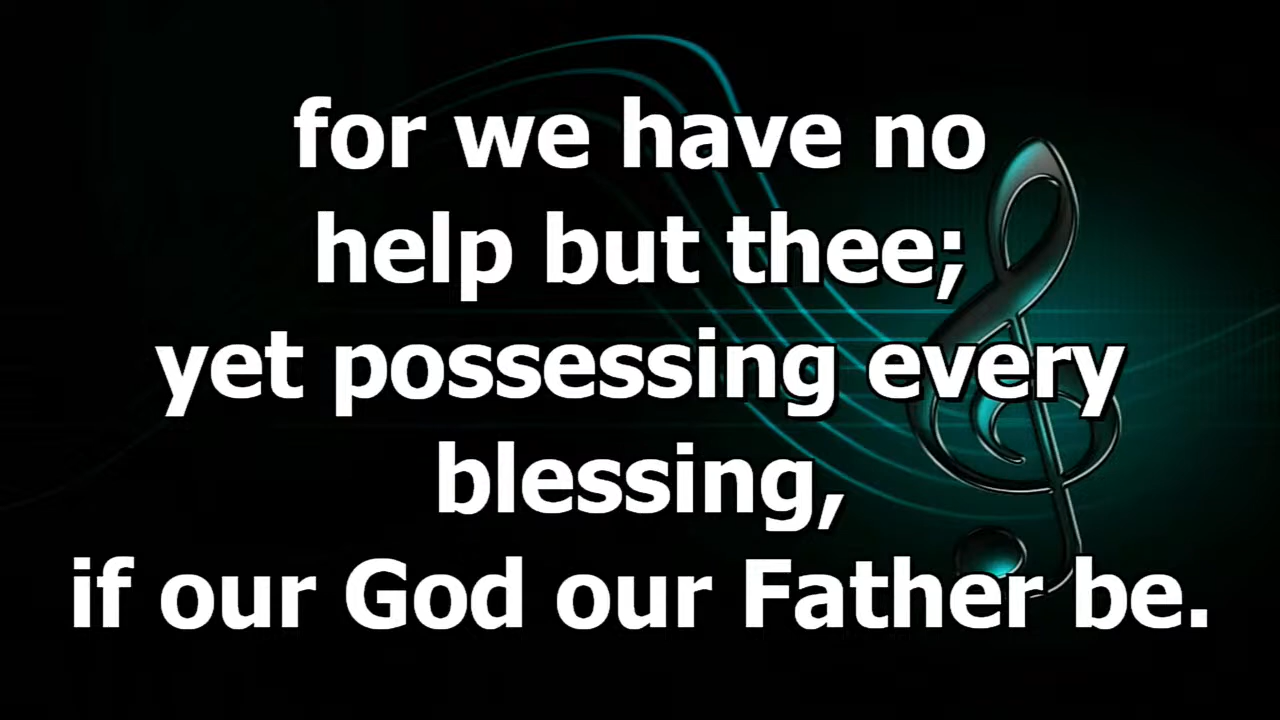 for we have no
help but thee;
yet possessing every
blessing,
if our God our Father be.